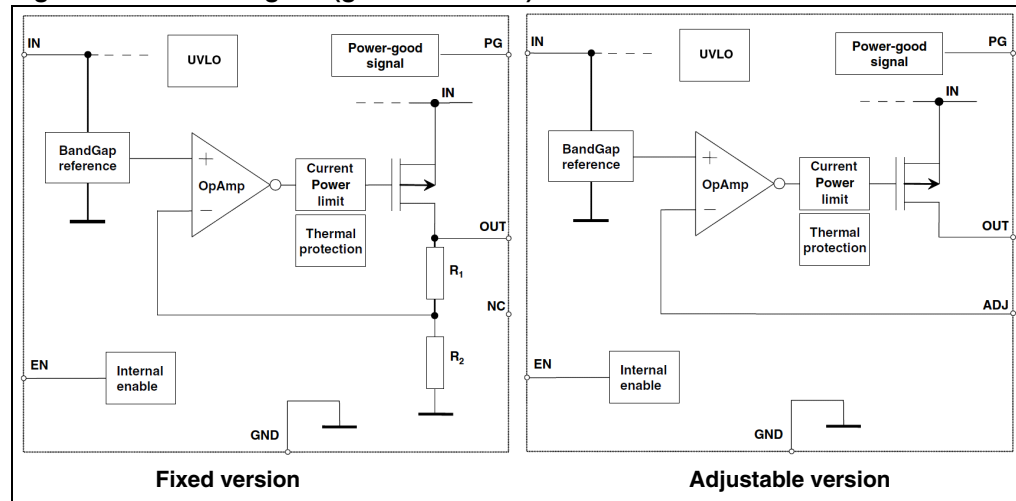 IN
UVLO
Power-good
signal
PG
IN
BandGap
reference
+
OpAmp
−
Current
Power
limit
Thermal
protection
OUT
R1
NC
R2
EN
Internal
enable
GND
Fixed version
IN
UVLO
Power-good
signal
PG
IN
BandGap
reference
+
OpAmp
−
Current
Power
limit
Thermal
protection
OUT
ADJ
EN
Internal
enable
GND
Adjustable version